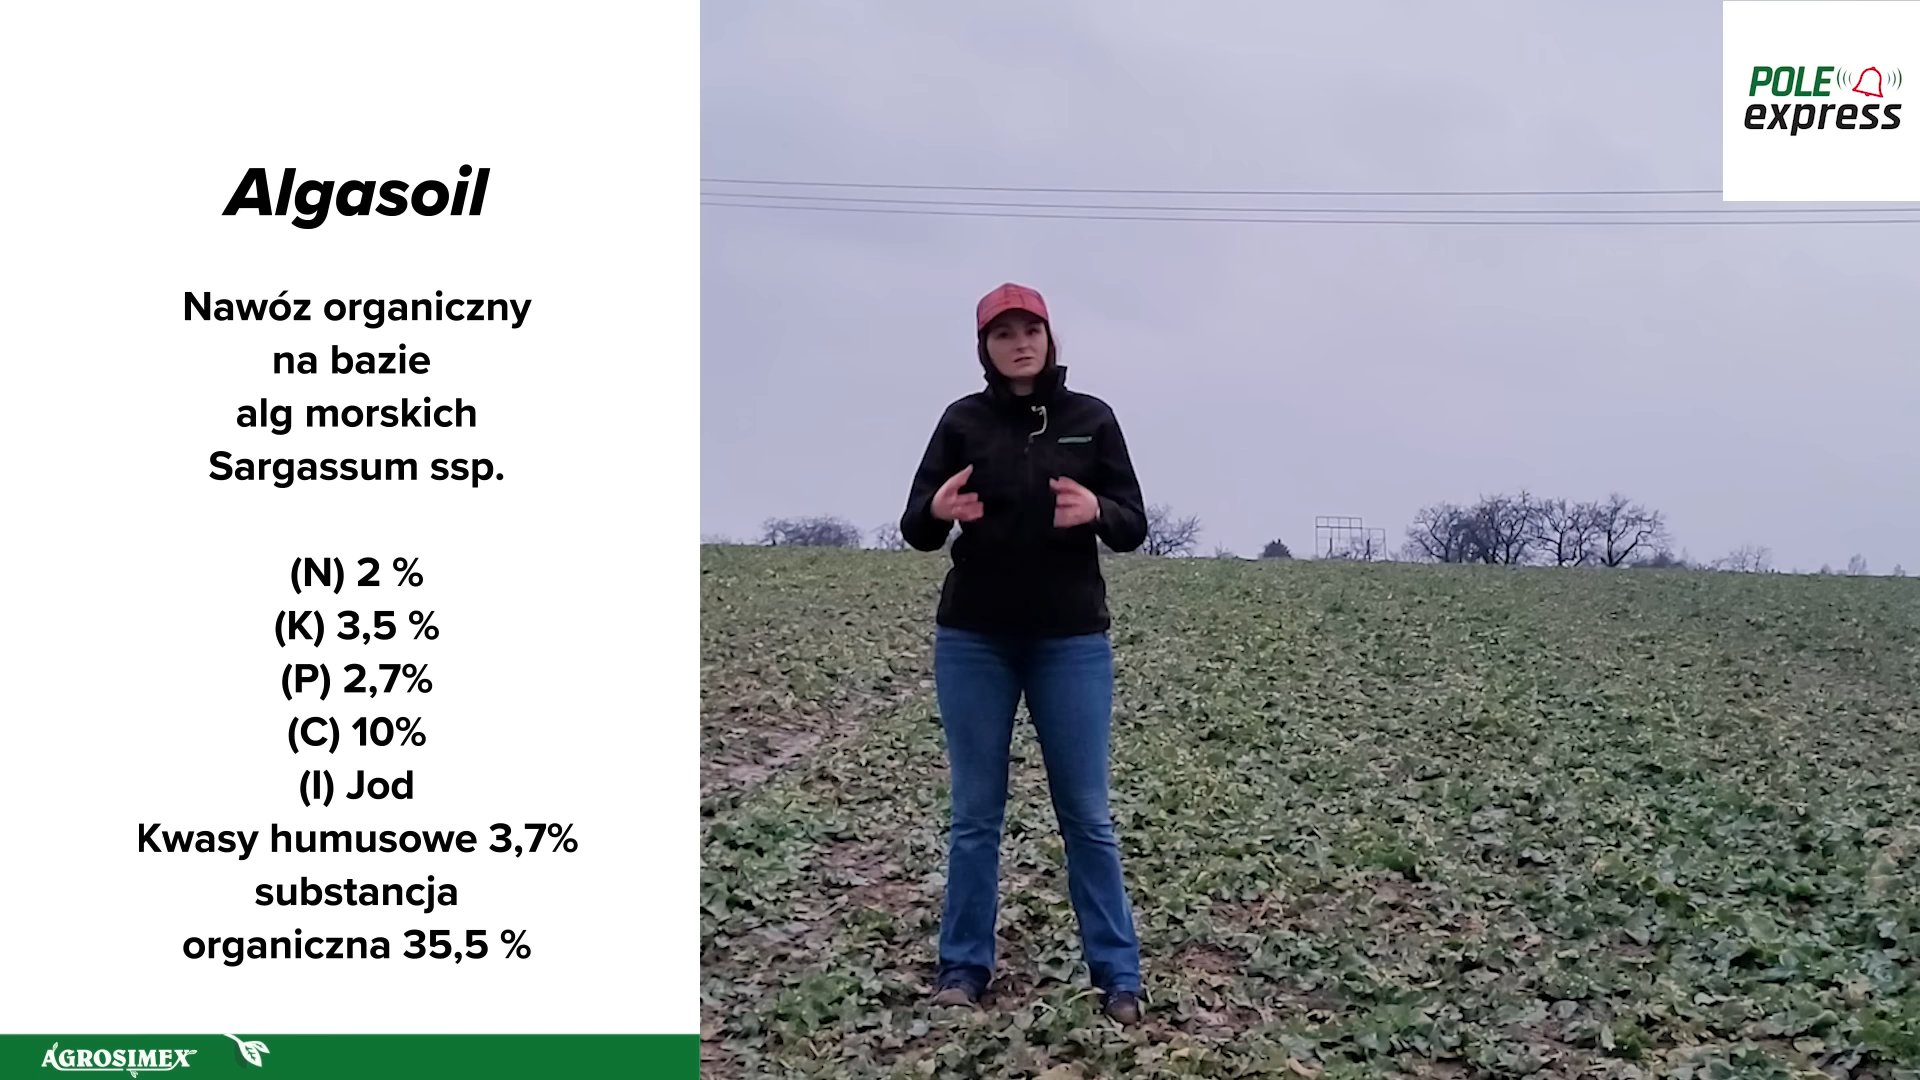 Algasoil
Nawóz organiczny
na bazie
alg morskich
Sargassum ssp.
(N) 2 %
(K) 3,5 %
(P) 2,7%
(C) 10%
(I) Jod
Kwasy humusowe 3,7%
substancja
organiczna 35,5 %
AGROSIMEX
POLE
express